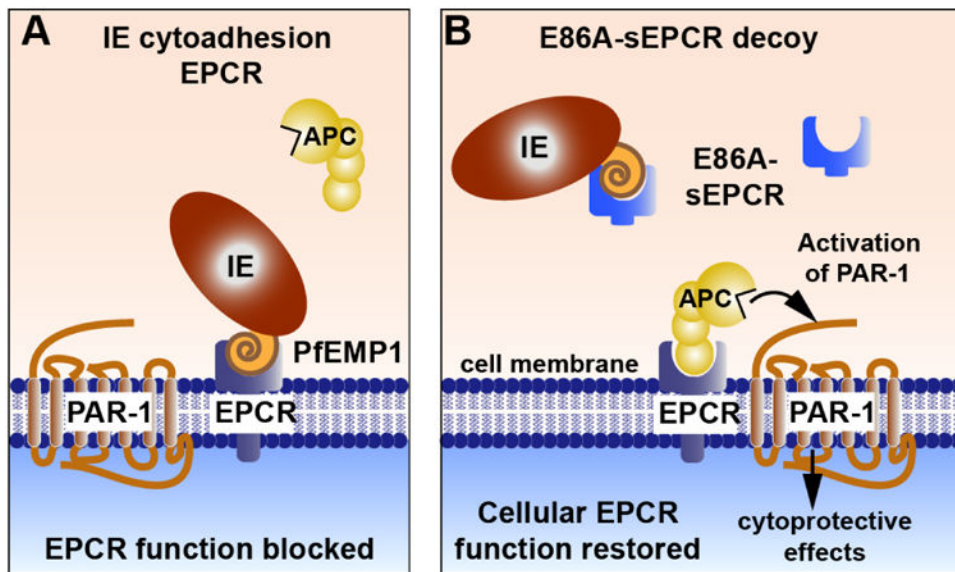 A
IE cytoadhesion
EPCR
APC
IE
PfEMP1
PAR-1
EPCR
EPCR function blocked
B
E86A-sEPCR decoy
IE
E86A-
sEPCR
Activation
of PAR-1
APC
cell membrane
EPCR
PAR-1
Cellular EPCR
function restored
cytoprotective
effects